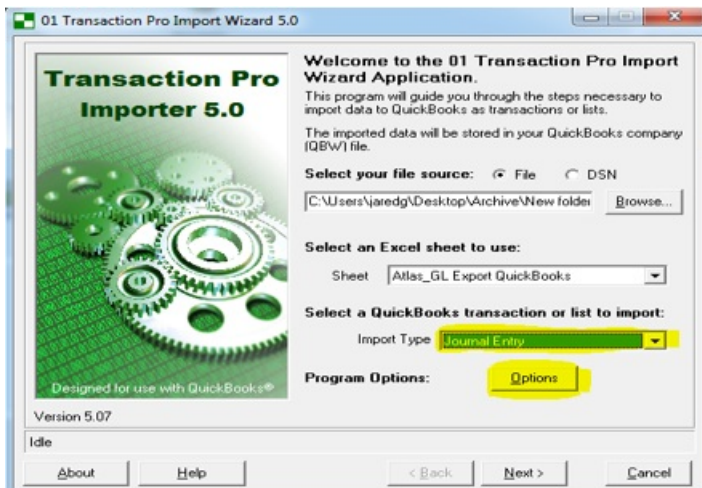 01 Transaction Pro Import Wizard 5.0
Transaction Pro
Importer 5.0
Designed for use with QuickBooks®
Version 5.07
Welcome to the 01 Transaction Pro Import
Wizard Application.
This program will guide you through the steps necessary to
import data to QuickBooks as transactions or lists.
The imported data will be stored in your QuickBooks company
(QBW) file.
Select your file source: File DSN
C:\Users\jaredg\Desktop\Archive\New folder Browse...
Select an Excel sheet to use:
Sheet Atlas_GL Export QuickBooks
Select a QuickBooks transaction or list to import:
Import Type Journal Entry
Program Options: Options
Idle
About Help < Back Next > Cancel